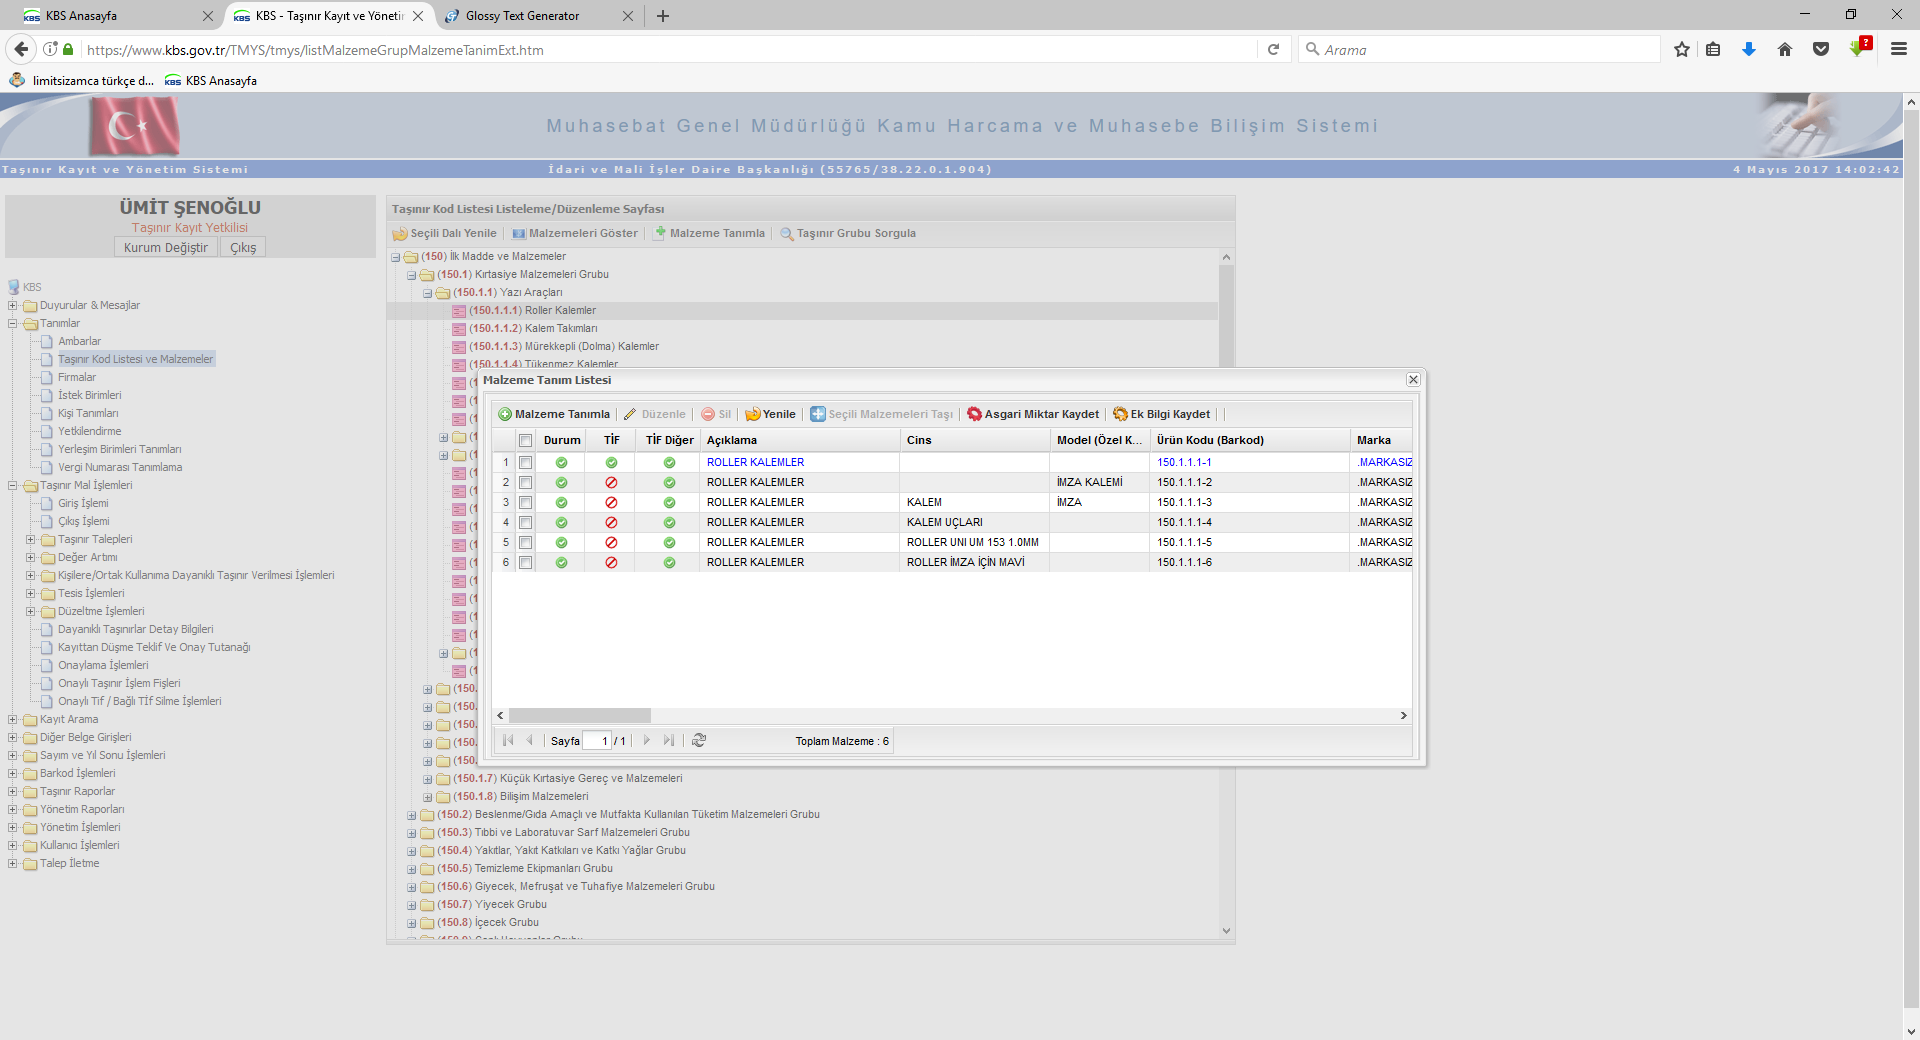 KBS Anasayfa
KBS - Taşınır Kayıt ve Yönetim
Glossy Text Generator
https://www.kbs.gov.tr/TMYS/tmys/listMalzemeGrupMalzemeTanimExt.htm
Arama
limitsizamca türkçe d...
KBS Anasayfa
Muhasebat Genel Müdürlüğü Kamu Harcama ve Muhasebe Bilişim Sistemi
Taşınır Kayıt ve Yönetim Sistemi
İdari ve Mali İşler Daire Başkanlığı (55765/38.22.0.1.904)
4 Mayıs 2017 14:02:42
ÜMİT ŞENOĞLU
Taşınır Kayıt Yetkilisi
Kurum Değiştir
Çıkış
KBS
Duyurular & Mesajlar
Tanımlar
Ambarlar
Taşınır Kod Listesi ve Malzemeler
Firmalar
İstek Birimleri
Kişi Tanımları
Yetkilendirme
Yerleşim Birimleri Tanımları
Vergi Numarası Tanımlama
Taşınır Mal İşlemleri
Giriş İşlemi
Çıkış İşlemi
Taşınır Talepleri
Değer Artımı
Kişilere/Ortak Kullanıma Dayanıklı Taşınır Verilmesi İşlemleri
Tesis İşlemleri
Düzeltme İşlemleri
Dayanıklı Taşınırlar Detay Bilgileri
Kayıttan Düşme Teklif Ve Onay Tutanağı
Onaylama İşlemleri
Onaylı Taşınır İşlem Fişleri
Onaylı Tif / Bağlı Tİf Silme İşlemleri
Kayıt Arama
Diğer Belge Girişleri
Sayım ve Yıl Sonu İşlemleri
Barkod İşlemleri
Taşınır Raporlar
Yönetim Raporları
Yönetim İşlemleri
Kullanıcı İşlemleri
Talep İletme
Taşınır Kod Listesi Listeleme/Düzenleme Sayfası
Seçili Dalı Yenile
Malzemeleri Göster
Malzeme Tanımla
Taşınır Grubu Sorgula
(150) İlk Madde ve Malzemeler
(150.1) Kırtasiye Malzemeleri Grubu
(150.1.1) Yazı Araçları
(150.1.1.1) Roller Kalemler
(150.1.1.2) Kalem Takımları
(150.1.1.3) Mürekkepli (Dolma) Kalemler
(150.1.1.4) Tükenmez Kalemler
Malzeme Tanım Listesi
Malzeme Tanımla
Düzenle
Sil
Yenile
Seçili Malzemeleri Taşı
Asgari Miktar Kaydet
Ek Bilgi Kaydet
Durum TİF TİF Diğer Açıklama Cins Model (Özel K... Ürün Kodu (Barkod) Marka
1 ROLLER KALEMLER 150.1.1.1-1 .MARKASIZ
2 ROLLER KALEMLER İMZA KALEMİ 150.1.1.1-2 .MARKASIZ
3 ROLLER KALEMLER KALEM İMZA 150.1.1.1-3 .MARKASIZ
4 ROLLER KALEMLER KALEM UÇLARI 150.1.1.1-4 .MARKASIZ
5 ROLLER KALEMLER ROLLER UNI UM 153 1.0MM 150.1.1.1-5 .MARKASIZ
6 ROLLER KALEMLER ROLLER İMZA İÇİN MAVİ 150.1.1.1-6 .MARKASIZ
Sayfa 1 / 1
Toplam Malzeme : 6
(150.1.7) Küçük Kırtasiye Gereç ve Malzemeleri
(150.1.8) Bilişim Malzemeleri
(150.2) Beslenme/Gıda Amaçlı ve Mutfakta Kullanılan Tüketim Malzemeleri Grubu
(150.3) Tıbbi ve Laboratuvar Sarf Malzemeleri Grubu
(150.4) Yakıtlar, Yakıt Katkıları ve Katkı Yağlar Grubu
(150.5) Temizleme Ekipmanları Grubu
(150.6) Giyecek, Mefruşat ve Tuhafiye Malzemeleri Grubu
(150.7) Yiyecek Grubu
(150.8) İçecek Grubu